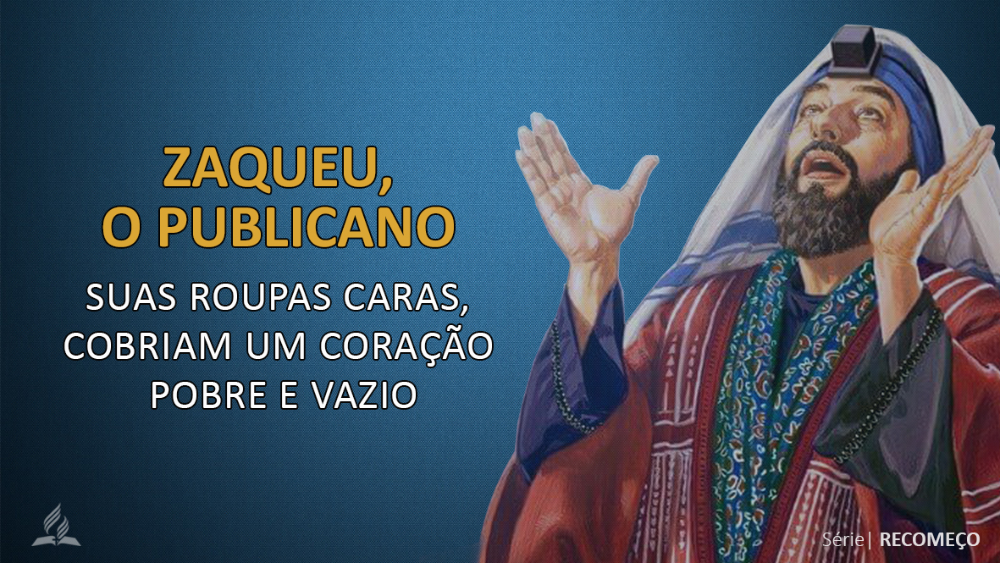 ZAQUEU,
O PUBLICANO
SUAS ROUPAS CARAS,
COBRIAM UM CORAÇÃO
POBRE E VAZIO
Série| RECOMEÇO